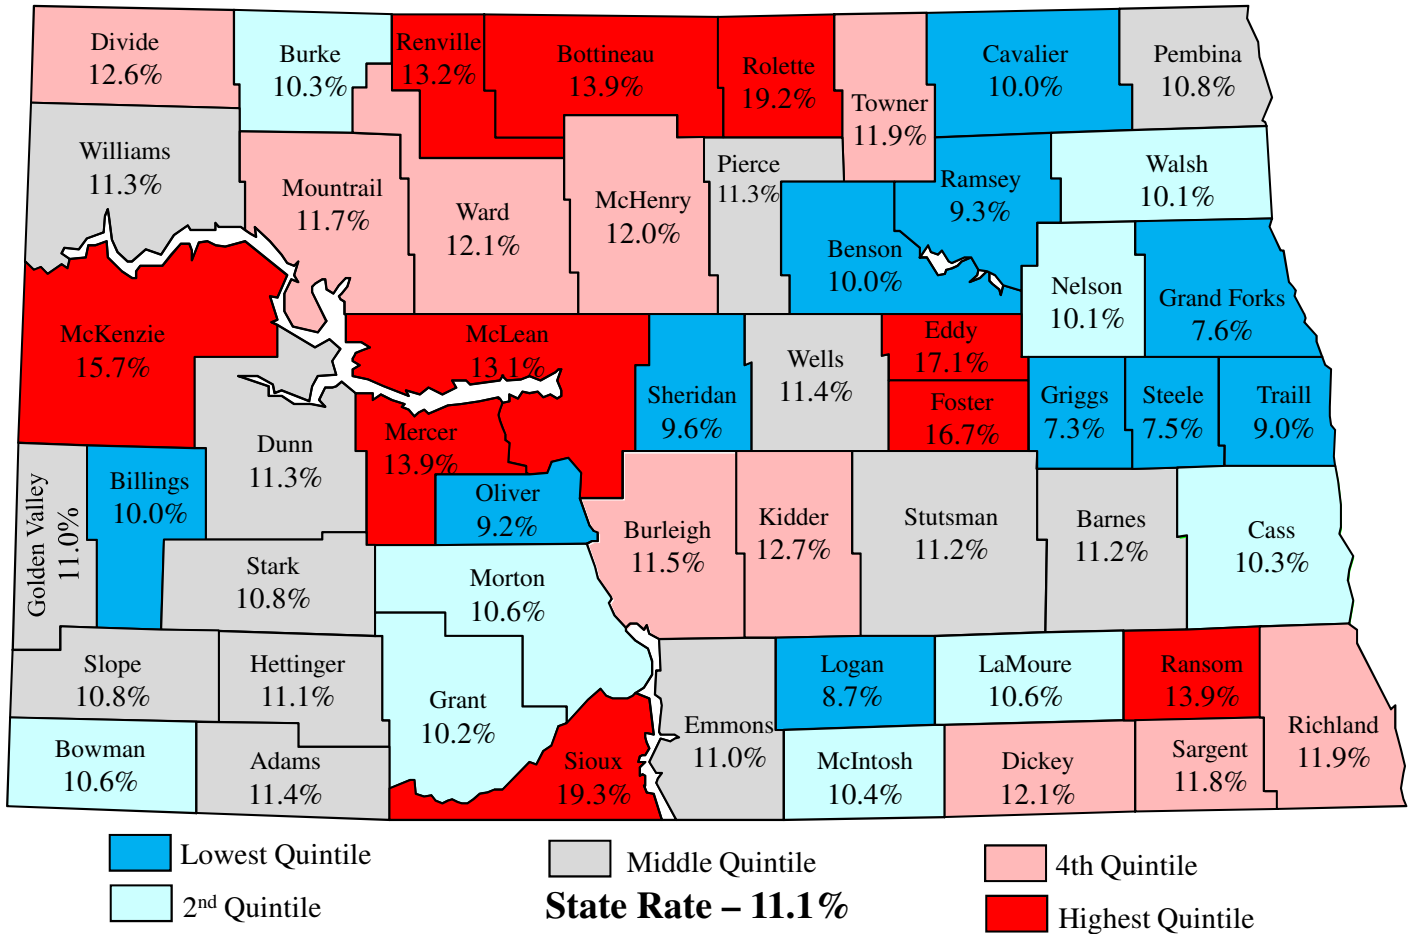 Divide
12.6%
Burke
10.3%
Renville
13.2%
Bottineau
13.9%
Rolette
19.2%
Towner
11.9%
Cavalier
10.0%
Pembina
10.8%
Williams
11.3%
Mountrail
11.7%
Ward
12.1%
McHenry
12.0%
Pierce
11.3%
Benson
10.0%
Ramsey
9.3%
Walsh
10.1%
Nelson
10.1%
Grand Forks
7.6%
McKenzie
15.7%
McLean
13.1%
Sheridan
9.6%
Wells
11.4%
Eddy
17.1%
Foster
16.7%
Griggs
7.3%
Steele
7.5%
Traill
9.0%
Dunn
11.3%
Mercer
13.9%
Oliver
9.2%
Golden Valley
11.0%
Billings
10.0%
Stark
10.8%
Morton
10.6%
Burleigh
11.5%
Kidder
12.7%
Stutsman
11.2%
Barnes
11.2%
Cass
10.3%
Slope
10.8%
Hettinger
11.1%
Grant
10.2%
Emmons
11.0%
Logan
8.7%
LaMoure
10.6%
Ransom
13.9%
Richland
11.9%
Bowman
10.6%
Adams
11.4%
Sioux
19.3%
McIntosh
10.4%
Dickey
12.1%
Sargent
11.8%
Lowest Quintile
2nd Quintile
Middle Quintile
State Rate – 11.1%
4th Quintile
Highest Quintile